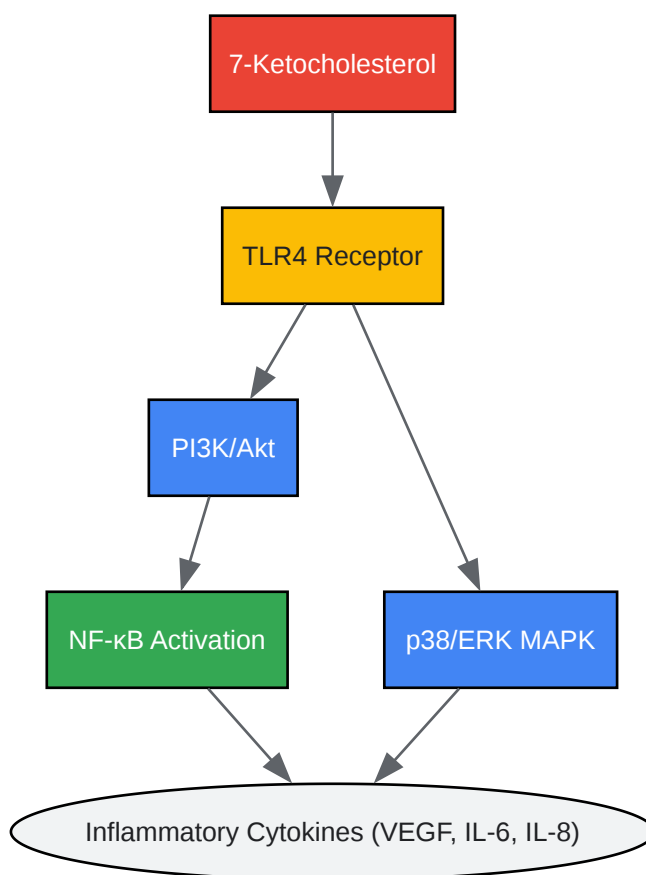 7-Ketocholesterol
TLR4 Receptor
PI3K/Akt
NF-κB Activation
p38/ERK MAPK
Inflammatory Cytokines (VEGF, IL-6, IL-8)